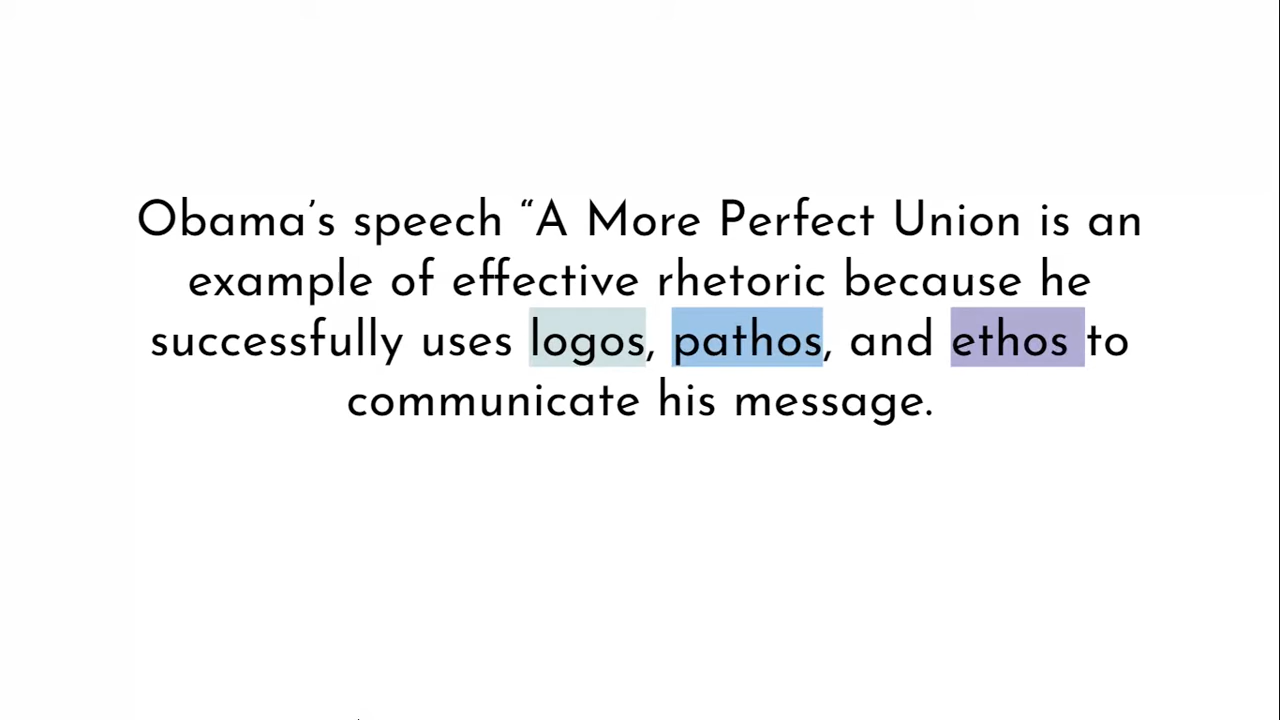 Obama’s speech “A More Perfect Union is an
example of effective rhetoric because he
successfully uses logos, pathos, and ethos to
communicate his message.